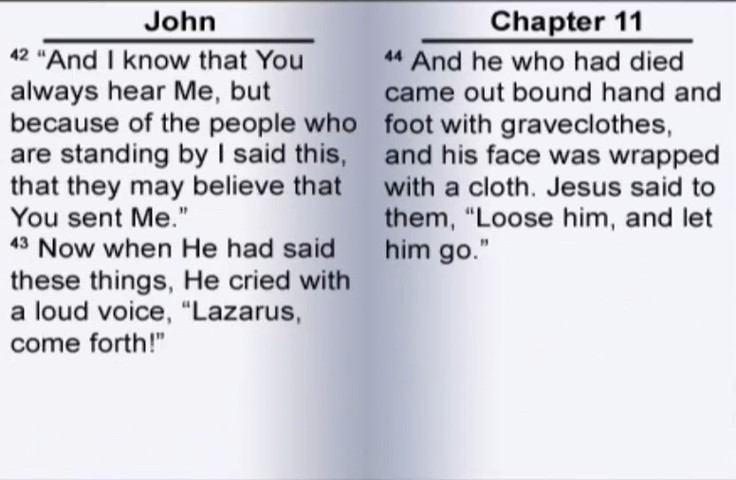 John
⁴² “And I know that You
always hear Me, but
because of the people who
are standing by I said this,
that they may believe that
You sent Me.”
⁴³ Now when He had said
these things, He cried with
a loud voice, “Lazarus,
come forth!”
Chapter 11
⁴⁴ And he who had died
came out bound hand and
foot with graveclothes,
and his face was wrapped
with a cloth. Jesus said to
them, “Loose him, and let
him go.”